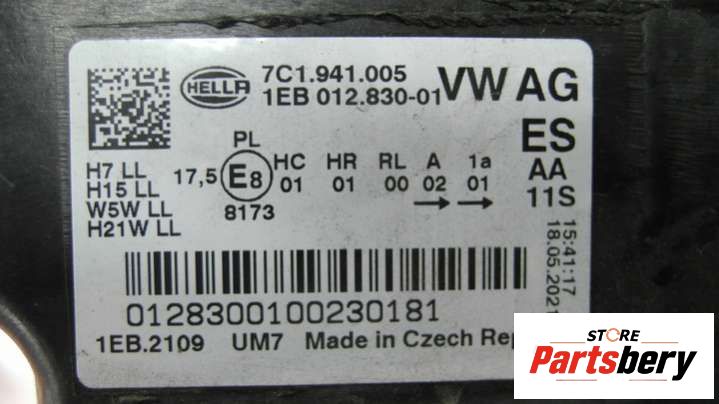 HELLA
7C1.941.005
1EB 012.830-01
VW AG
ES
AA
11S
PL
H7 LL
H15 LL
W5W LL
H21W LL
17,5
E8
8173
HC HR RL A 1a
01 01 00 02 01
15:41:17
18.05.2021
0128300100230181
1EB.2109 UM7 Made in Czech Rep
STORE
Partsbery